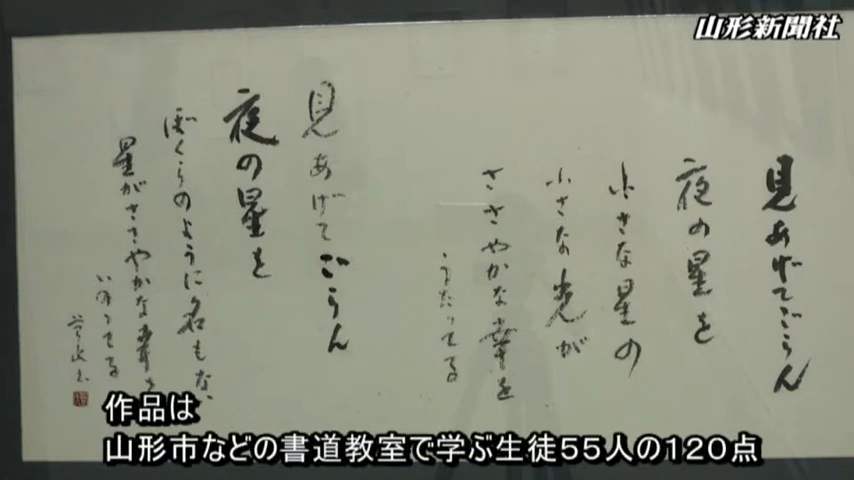 山形新聞社
見あげてごらん
夜の星を
小さな星の
小さな光が
ささやかな幸を
うたってる
見あげてごらん
夜の星を
ぼくらのように名もない
星がささやかな幸を
いのってる
作品は
山形市などの書道教室で学ぶ生徒55人の120点